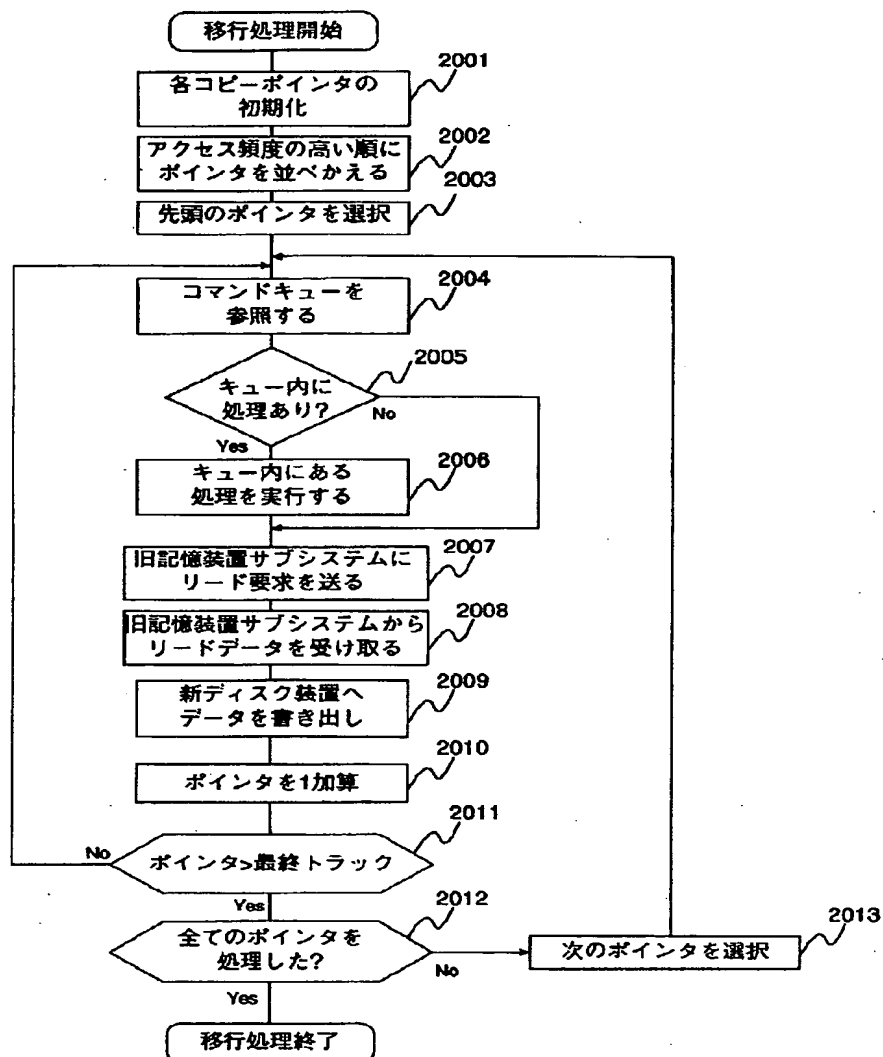 移行処理開始
2001
各コピーポインタの
初期化
2002
アクセス頻度の高い順に
ポインタを並べかえる
2003
先頭のポインタを選択
2004
コマンドキューを
参照する
2005
キュー内に
処理あり?
No
Yes
2006
キュー内にある
処理を実行する
2007
旧記憶装置サブシステムに
リード要求を送る
2008
旧記憶装置サブシステムから
リードデータを受け取る
2009
新ディスク装置へ
データを書き出し
2010
ポインタを1加算
2011
No
ポインタ>最終トラック
Yes
2012
全てのポインタを
処理した?
No
2013
次のポインタを選択
Yes
移行処理終了